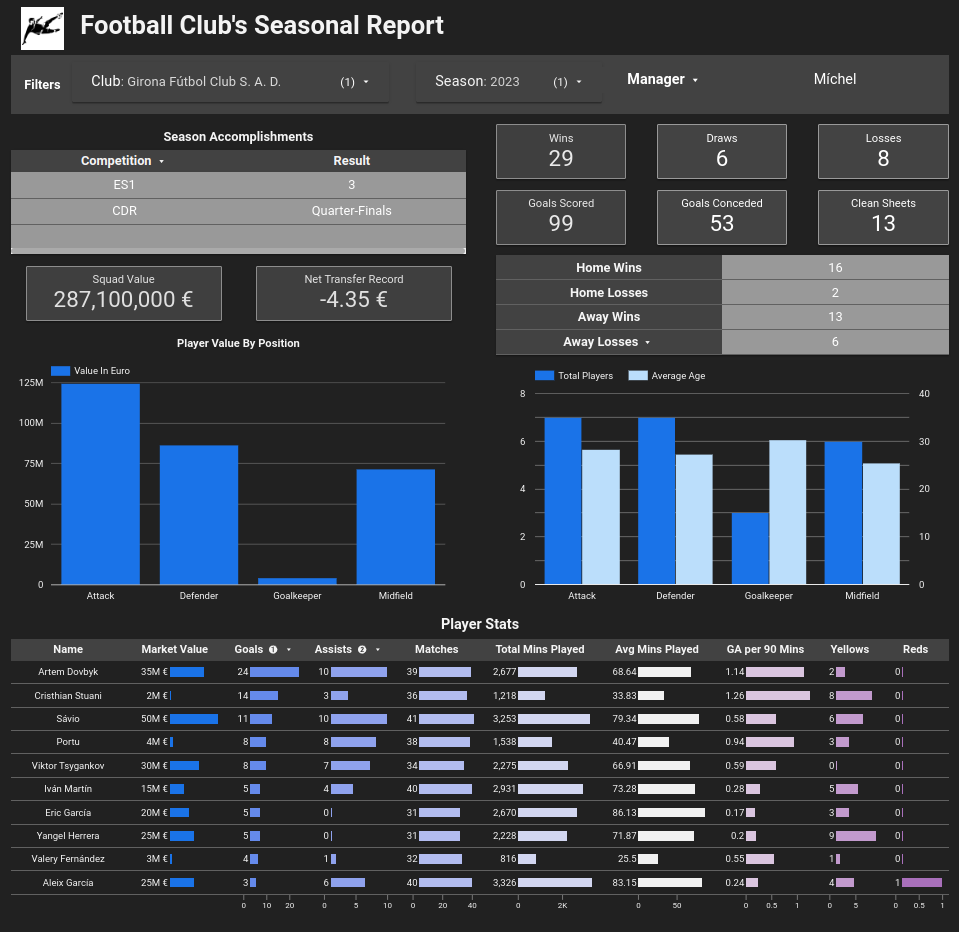 Football Club's Seasonal Report
Filters
Club: Girona Fútbol Club S. A. D. (1)
Season: 2023 (1)
Manager
Míchel
Season Accomplishments
Competition Result
ES1 3
CDR Quarter-Finals
Wins
29
Draws
6
Losses
8
Goals Scored
99
Goals Conceded
53
Clean Sheets
13
Squad Value
287,100,000 €
Net Transfer Record
-4.35 €
Home Wins 16
Home Losses 2
Away Wins 13
Away Losses 6
Player Value By Position
Value In Euro
125M
100M
75M
50M
25M
0
Attack Defender Goalkeeper Midfield
Total Players Average Age
8 40
6 30
4 20
2 10
0 0
Attack Defender Goalkeeper Midfield
Player Stats
Name Market Value Goals 1 Assists 2 Matches Total Mins Played Avg Mins Played GA per 90 Mins Yellows Reds
Artem Dovbyk 35M € 24 10 39 2,677 68.64 1.14 2 0
Cristhian Stuani 2M € 14 3 36 1,218 33.83 1.26 8 0
Sávio 50M € 11 10 41 3,253 79.34 0.58 6 0
Portu 4M € 8 8 38 1,538 40.47 0.94 3 0
Viktor Tsygankov 30M € 8 7 34 2,275 66.91 0.59 0 0
Iván Martín 15M € 5 4 40 2,931 73.28 0.28 5 0
Eric García 20M € 5 0 31 2,670 86.13 0.17 3 0
Yangel Herrera 25M € 5 0 31 2,228 71.87 0.2 9 0
Valery Fernández 3M € 4 1 32 816 25.5 0.55 1 0
Aleix García 25M € 3 6 40 3,326 83.15 0.24 4 1
0 10 20 0 5 10 0 20 40 0 2K 0 50 0 0.5 1 0 5 0 0.5 1